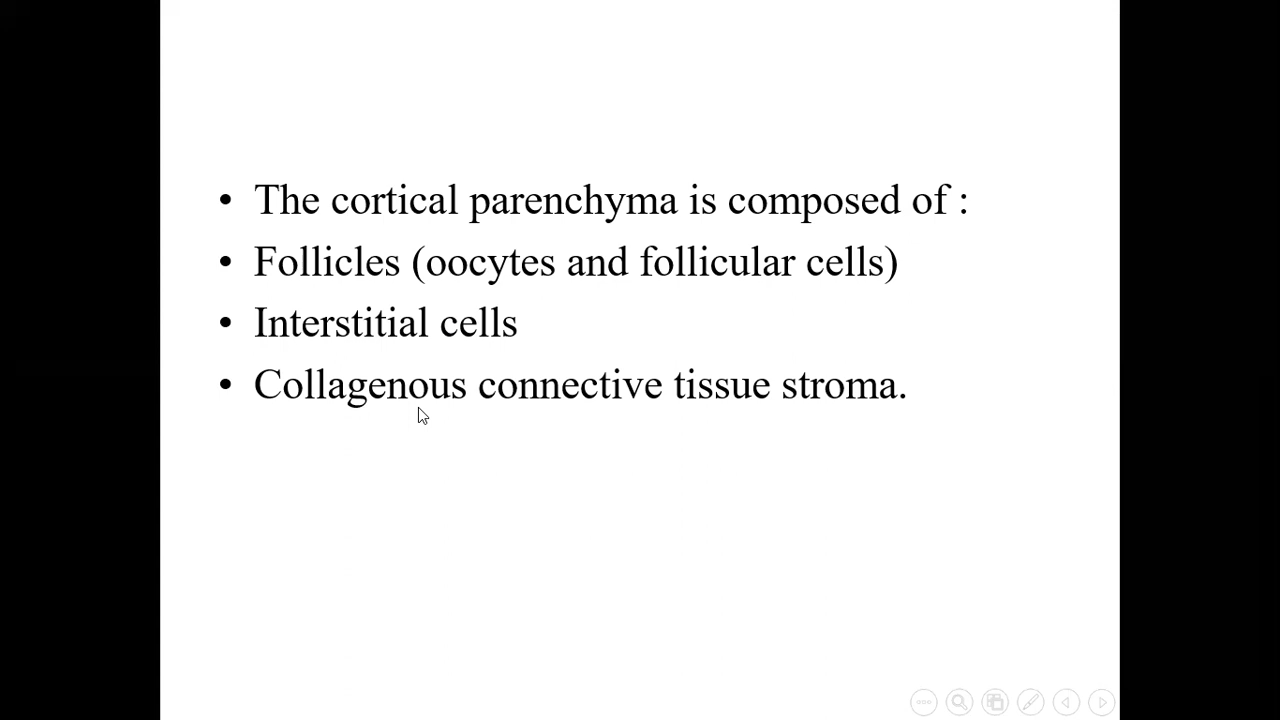 • The cortical parenchyma is composed of :
• Follicles (oocytes and follicular cells)
• Interstitial cells
• Collagenous connective tissue stroma.